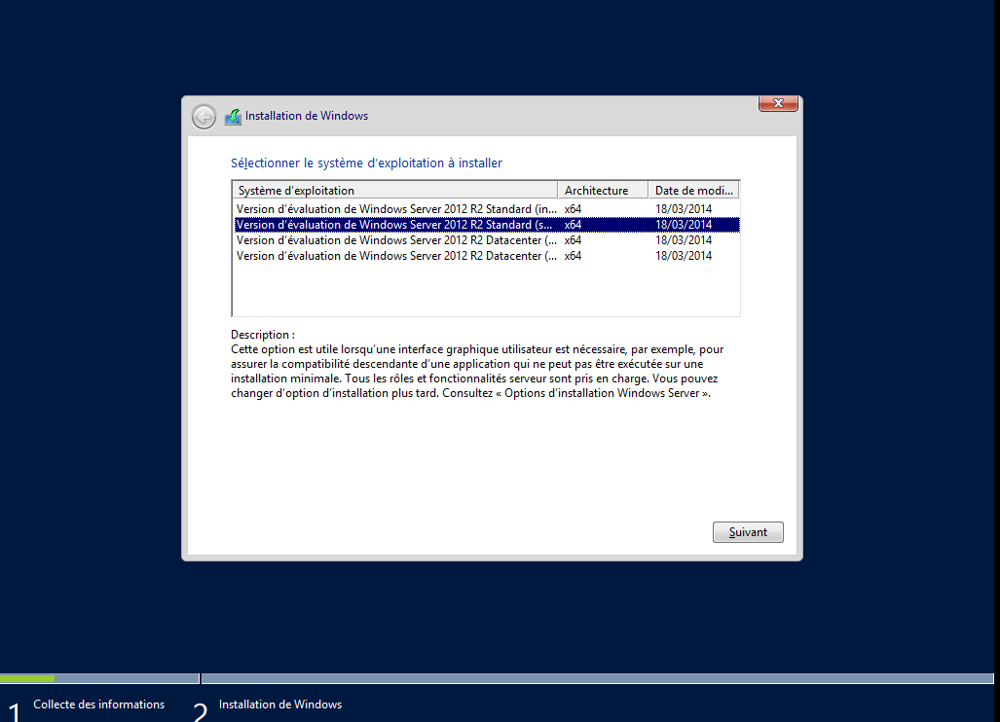 Installation de Windows
Sélectionner le système d'exploitation à installer
Système d'exploitation Architecture Date de modi...
Version d'évaluation de Windows Server 2012 R2 Standard (in... x64 18/03/2014
Version d'évaluation de Windows Server 2012 R2 Standard (s... x64 18/03/2014
Version d'évaluation de Windows Server 2012 R2 Datacenter (... x64 18/03/2014
Version d'évaluation de Windows Server 2012 R2 Datacenter (... x64 18/03/2014
Description :
Cette option est utile lorsqu'une interface graphique utilisateur est nécessaire, par exemple, pour
assurer la compatibilité descendante d'une application qui ne peut pas être exécutée sur une
installation minimale. Tous les rôles et fonctionnalités serveur sont pris en charge. Vous pouvez
changer d'option d'installation plus tard. Consultez « Options d'installation Windows Server ».
Suivant
1 Collecte des informations 2 Installation de Windows